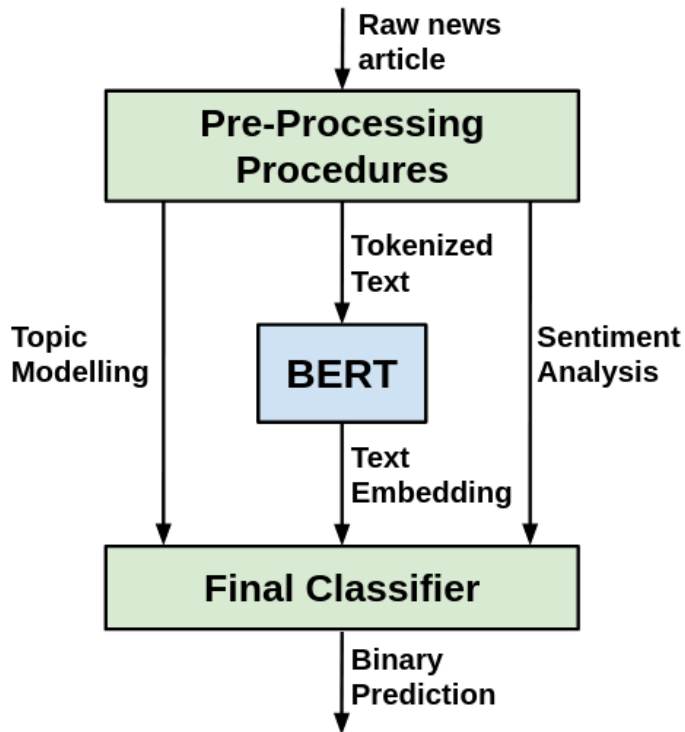 Raw news
article
Pre-Processing
Procedures
Tokenized
Text
Topic
Modelling
BERT
Sentiment
Analysis
Text
Embedding
Final Classifier
Binary
Prediction